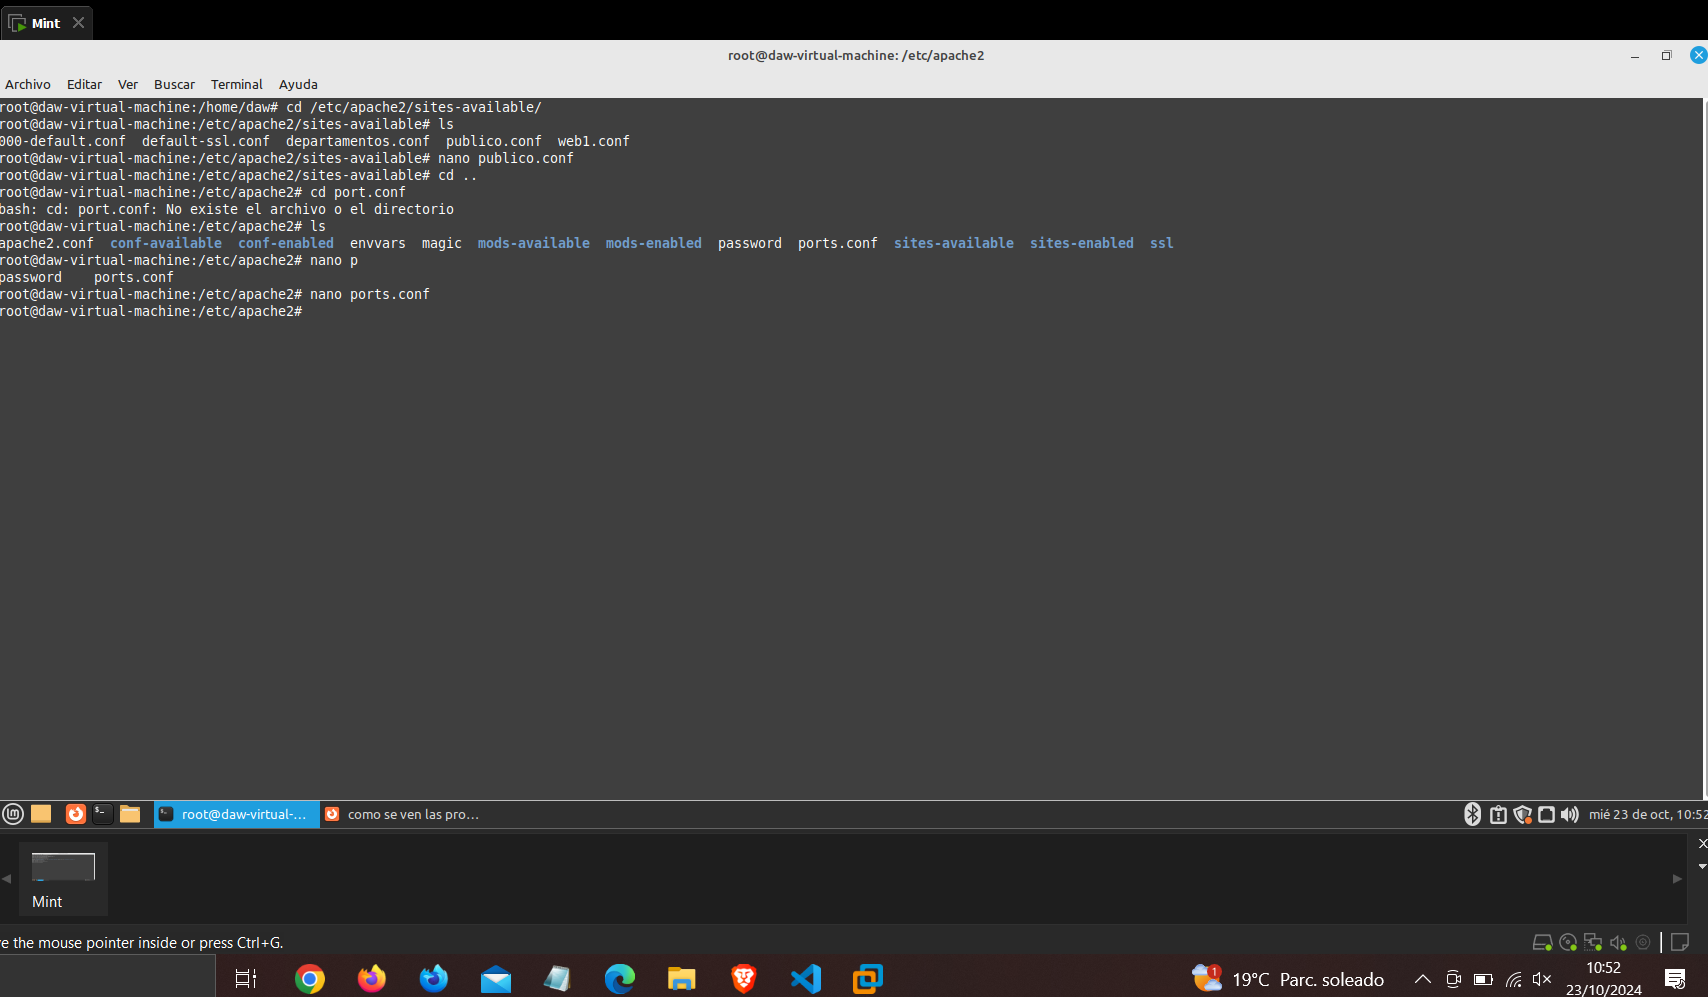 Mint
root@daw-virtual-machine: /etc/apache2
Archivo Editar Ver Buscar Terminal Ayuda
root@daw-virtual-machine:/home/daw# cd /etc/apache2/sites-available/
root@daw-virtual-machine:/etc/apache2/sites-available# ls
000-default.conf default-ssl.conf departamentos.conf publico.conf web1.conf
root@daw-virtual-machine:/etc/apache2/sites-available# nano publico.conf
root@daw-virtual-machine:/etc/apache2/sites-available# cd ..
root@daw-virtual-machine:/etc/apache2# cd port.conf
bash: cd: port.conf: No existe el archivo o el directorio
root@daw-virtual-machine:/etc/apache2# ls
apache2.conf conf-available conf-enabled envvars magic mods-available mods-enabled password ports.conf sites-available sites-enabled ssl
root@daw-virtual-machine:/etc/apache2# nano p
password ports.conf
root@daw-virtual-machine:/etc/apache2# nano ports.conf
root@daw-virtual-machine:/etc/apache2#
root@daw-virtual-... como se ven las pro... mié 23 de oct, 10:52
Mint
e the mouse pointer inside or press Ctrl+G.
1 19°C Parc. soleado 10:52
23/10/2024